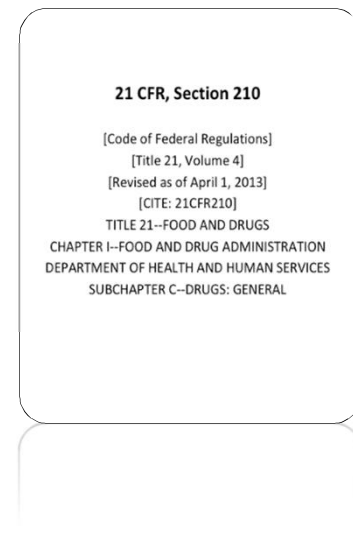 21 CFR, Section 210
[Code of Federal Regulations]
[Title 21, Volume 4]
[Revised as of April 1, 2013]
[CITE: 21CFR210]
TITLE 21--FOOD AND DRUGS
CHAPTER I--FOOD AND DRUG ADMINISTRATION
DEPARTMENT OF HEALTH AND HUMAN SERVICES
SUBCHAPTER C--DRUGS: GENERAL